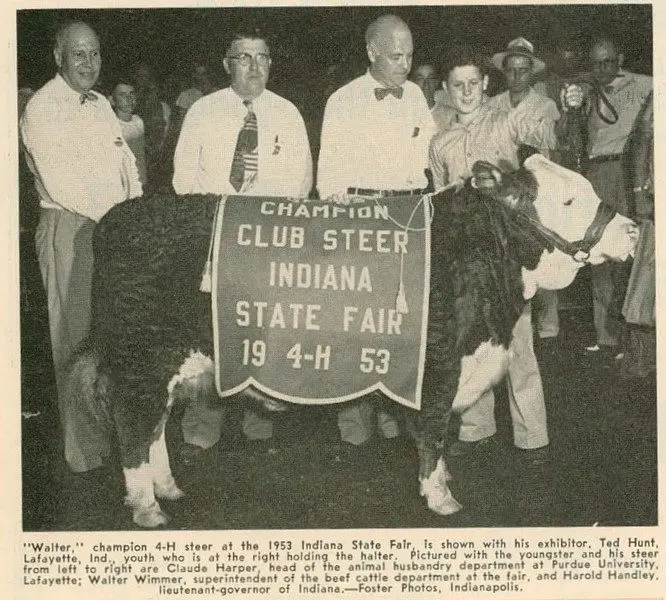 CHAMPION
CLUB STEER
INDIANA
STATE FAIR
19 4-H 53
"Walter," champion 4-H steer at the 1953 Indiana State Fair, is shown with his exhibitor, Ted Hunt,
Lafayette, Ind., youth who is at the right holding the halter. Pictured with the youngster and his steer
from left to right are Claude Harper, head of the animal husbandry department at Purdue University,
Lafayette; Walter Wimmer, superintendent of the beef cattle department at the fair, and Harold Handley,
lieutenant-governor of Indiana.—Foster Photos, Indianapolis.